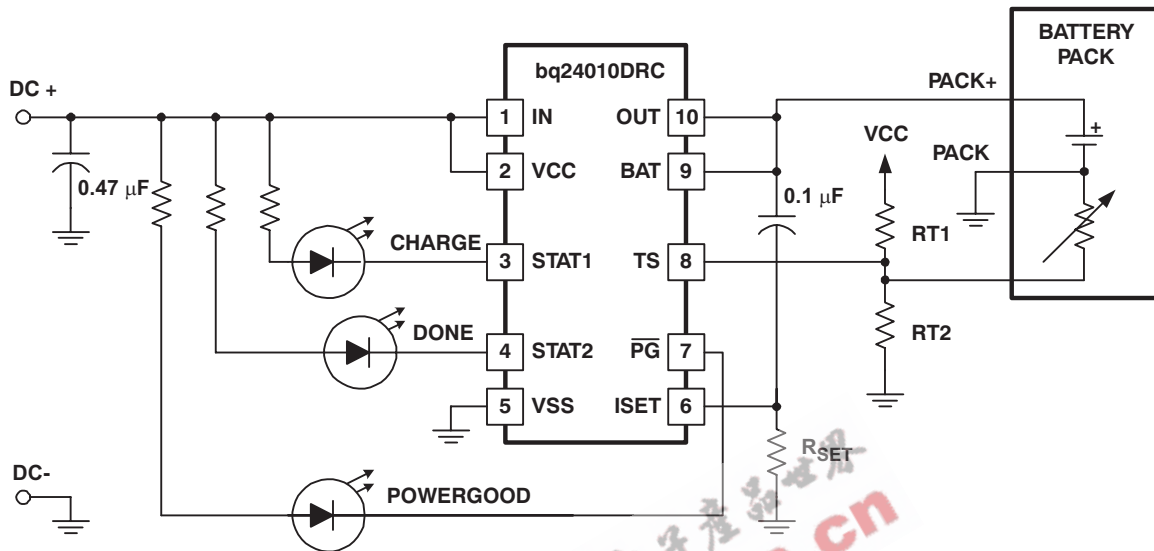 BATTERY
PACK
bq24010DRC
DC +
PACK+
1 IN
OUT 10
VCC
2 VCC
BAT 9
PACK
0.47 μF
0.1 μF
RT1
CHARGE
3 STAT1
TS 8
DONE
4 STAT2
PG 7
RT2
5 VSS
ISET 6
RSET
DC-
POWERGOOD
+
.cn